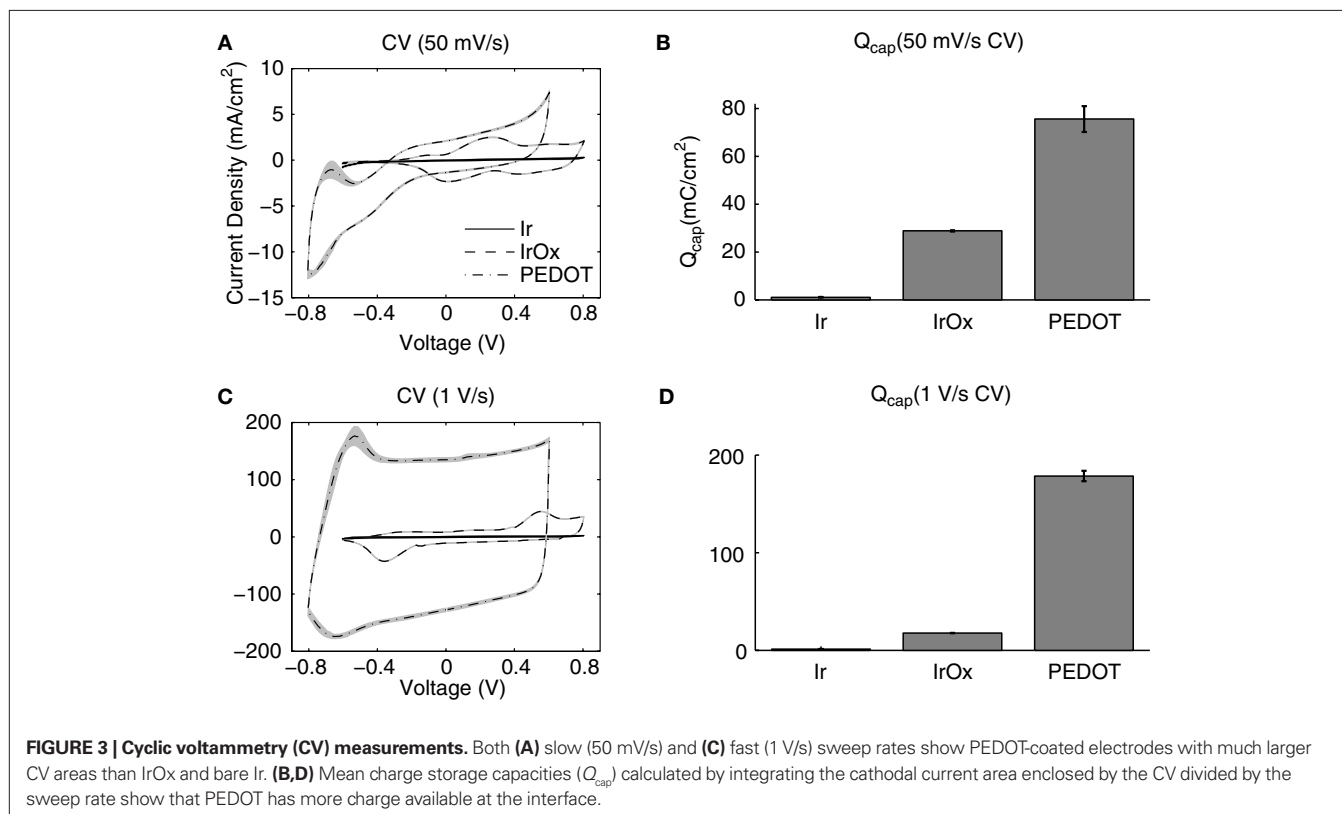 A
CV (50 mV/s)
10
5
0
−5
−10
−15
Current Density (mA/cm²)
Ir
IrOx
PEDOT
−0.8 −0.4 0 0.4 0.8
Voltage (V)
B
Qcap(50 mV/s CV)
80
60
40
20
0
Qcap(mC/cm²)
Ir IrOx PEDOT
C
CV (1 V/s)
200
100
0
−100
−200
−0.8 −0.4 0 0.4 0.8
Voltage (V)
D
Qcap(1 V/s CV)
200
100
0
Ir IrOx PEDOT
FIGURE 3 | Cyclic voltammetry (CV) measurements. Both (A) slow (50 mV/s) and (C) fast (1 V/s) sweep rates show PEDOT-coated electrodes with much larger
CV areas than IrOx and bare Ir. (B,D) Mean charge storage capacities (Qcap) calculated by integrating the cathodal current area enclosed by the CV divided by the
sweep rate show that PEDOT has more charge available at the interface.